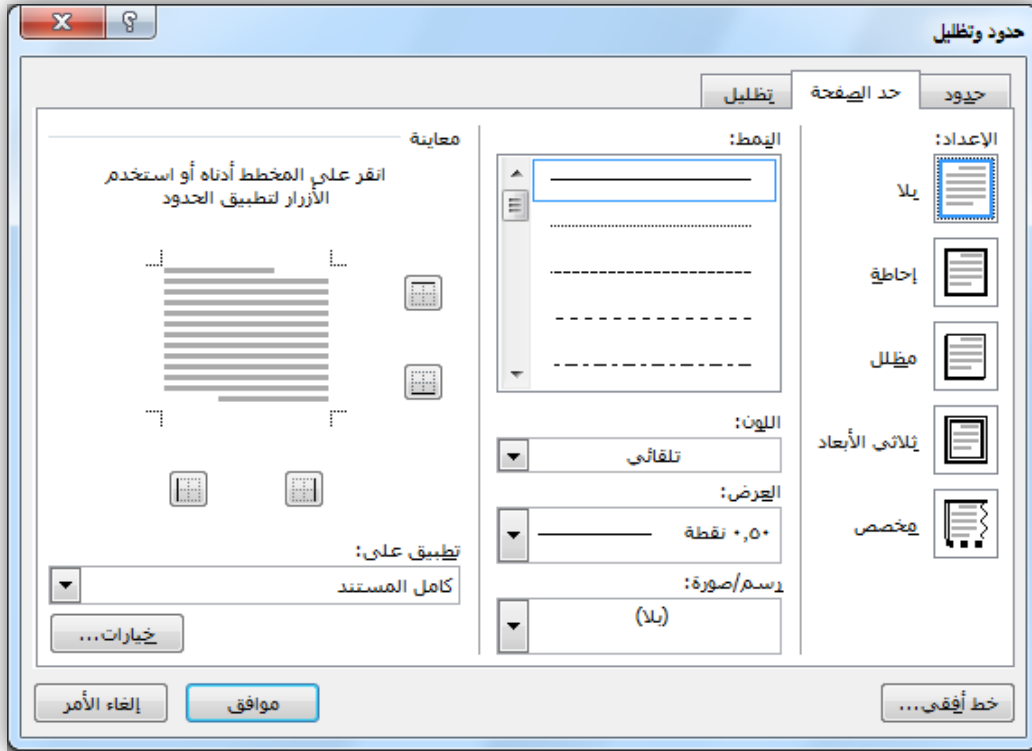 حدود وتظليل
حدود
حد الصفحة
تظليل
الإعداد:
بلا
إحاطة
مظلل
ثلاثي الأبعاد
مخصص
النمط:
اللون:
تلقائي
العرض:
٠,٥٠ نقطة
رسم/صورة:
(بلا)
معاينة
انقر على المخطط أدناه أو استخدم
الأزرار لتطبيق الحدود
تطبيق على:
كامل المستند
خيارات...
خط أفقي...
موافق
إلغاء الأمر